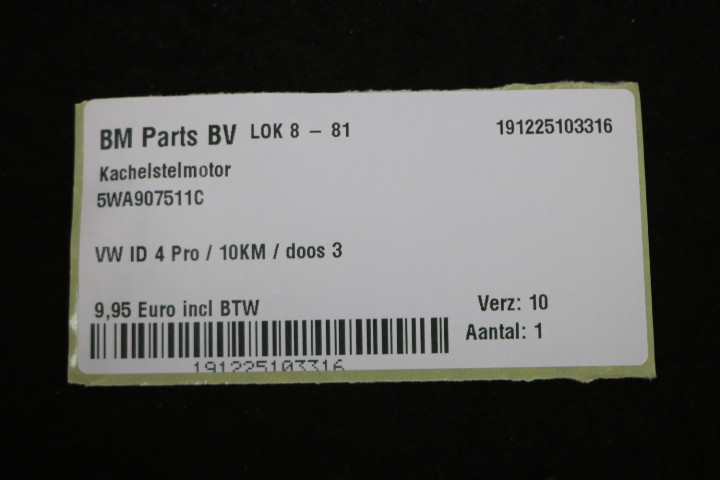 BM Parts BV LOK 8 – 81 191225103316
Kachelstelmotor
5WA907511C
VW ID 4 Pro / 10KM / doos 3
9,95 Euro incl BTW Verz: 10
Aantal: 1
191225103316